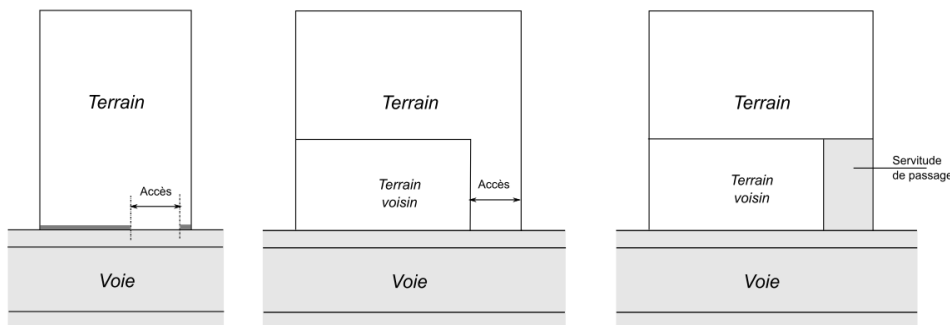 Terrain
Accès
Voie
Terrain
Terrain
voisin
Accès
Voie
Terrain
Terrain
voisin
Servitude
de passage
Voie